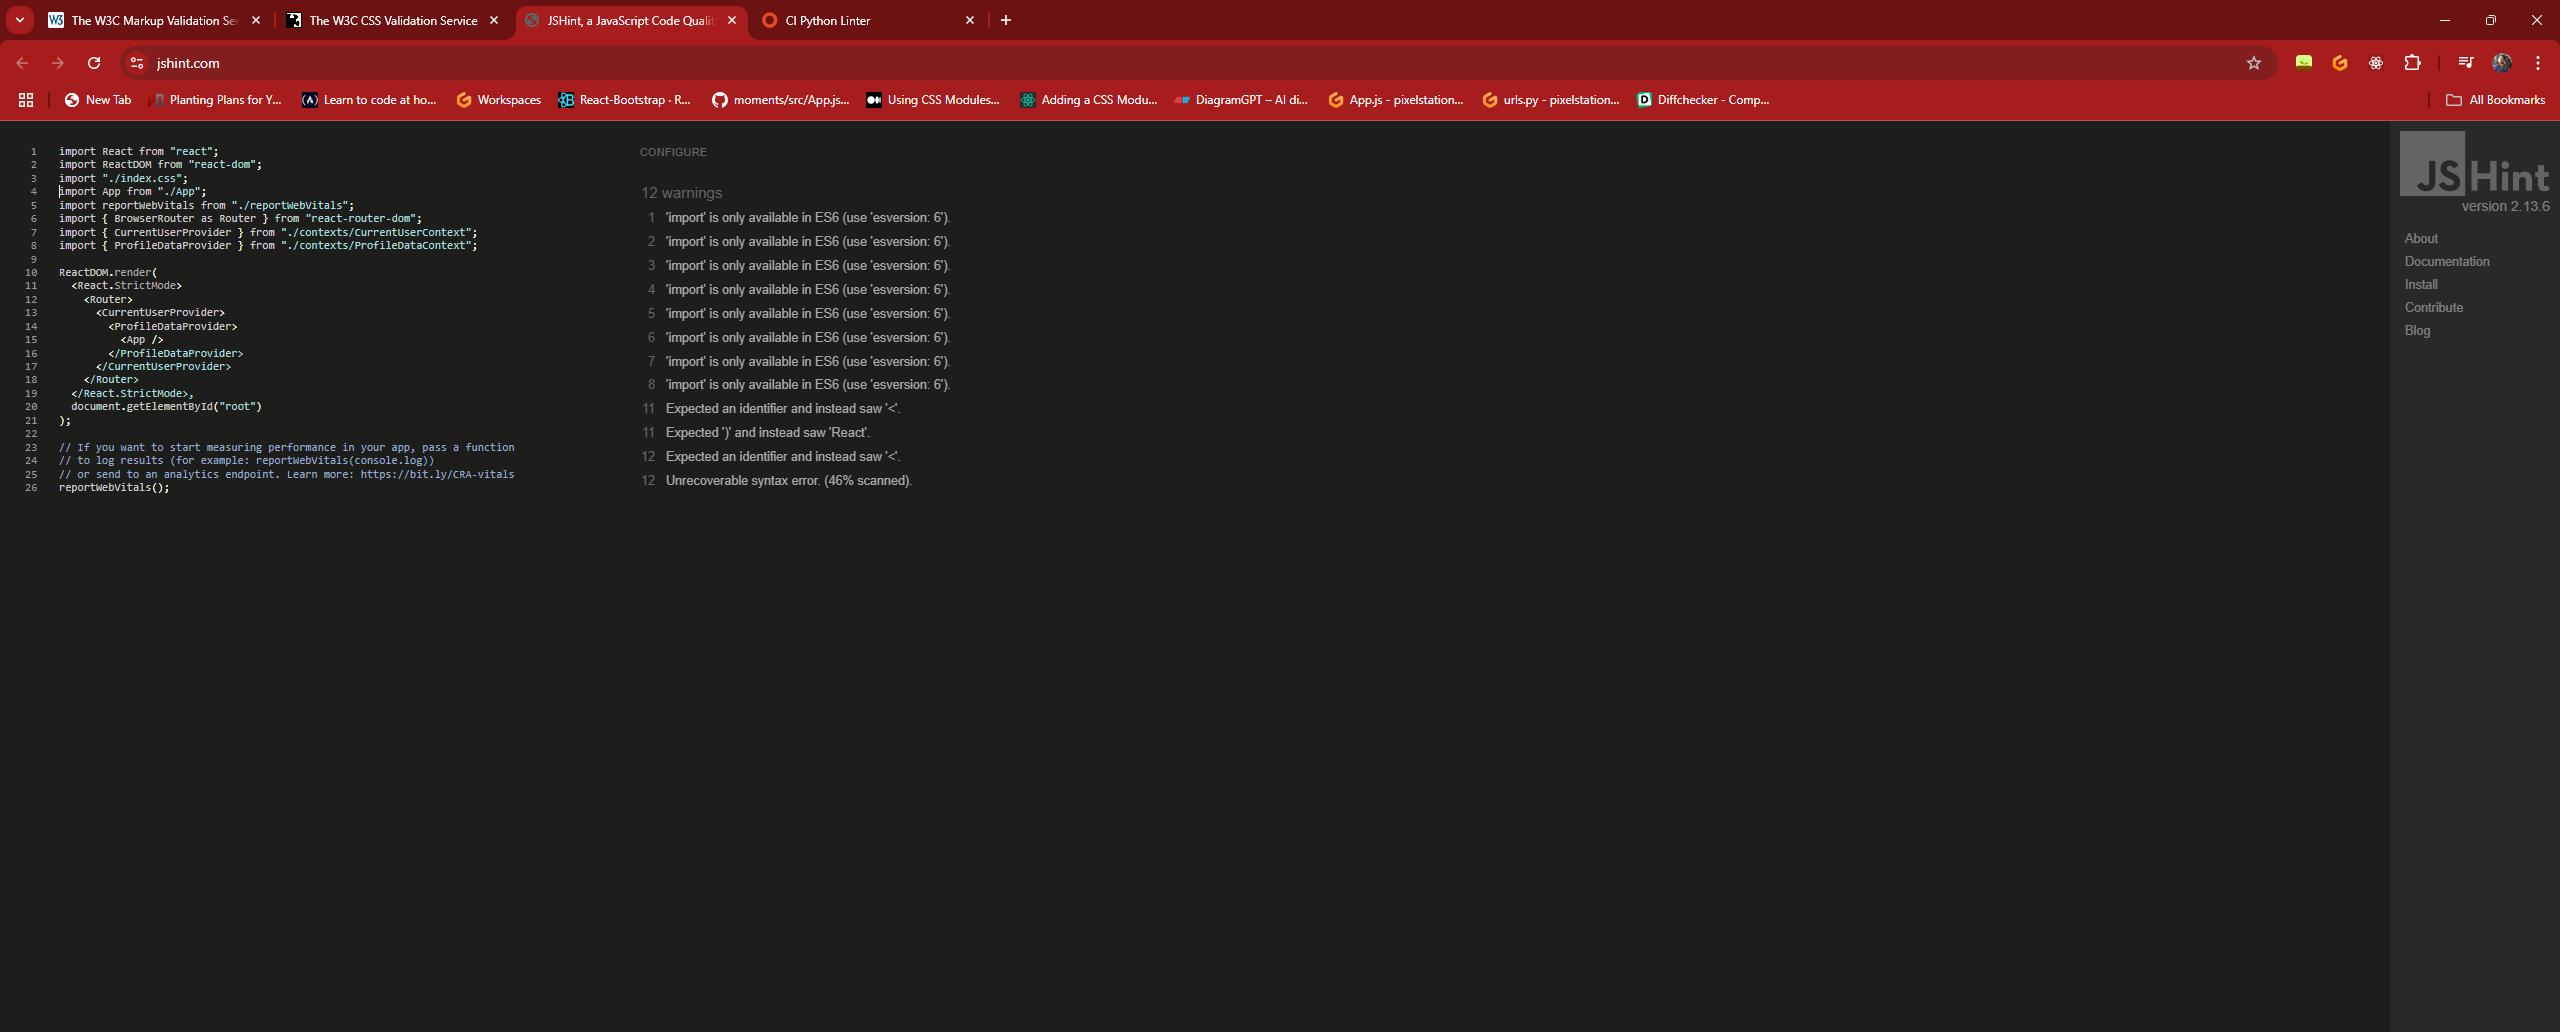 The W3C Markup Validation Se
The W3C CSS Validation Service
JSHint, a JavaScript Code Qualit
CI Python Linter
jshint.com
New Tab
Planting Plans for Y...
Learn to code at ho...
Workspaces
React-Bootstrap · R...
moments/src/App.js...
Using CSS Modules...
Adding a CSS Modu...
DiagramGPT – AI di...
App.js - pixelstation...
urls.py - pixelstation...
Diffchecker - Comp...
All Bookmarks
1 import React from "react";
2 import ReactDOM from "react-dom";
3 import "./index.css";
4 import App from "./App";
5 import reportWebVitals from "./reportWebVitals";
6 import { BrowserRouter as Router } from "react-router-dom";
7 import { CurrentUserProvider } from "./contexts/CurrentUserContext";
8 import { ProfileDataProvider } from "./contexts/ProfileDataContext";
9
10 ReactDOM.render(
11 <React.StrictMode>
12 <Router>
13 <CurrentUserProvider>
14 <ProfileDataProvider>
15 <App />
16 </ProfileDataProvider>
17 </CurrentUserProvider>
18 </Router>
19 </React.StrictMode>,
20 document.getElementById("root")
21 );
22
23 // If you want to start measuring performance in your app, pass a function
24 // to log results (for example: reportWebVitals(console.log))
25 // or send to an analytics endpoint. Learn more: https://bit.ly/CRA-vitals
26 reportWebVitals();
CONFIGURE
12 warnings
1 'import' is only available in ES6 (use 'esversion: 6').
2 'import' is only available in ES6 (use 'esversion: 6').
3 'import' is only available in ES6 (use 'esversion: 6').
4 'import' is only available in ES6 (use 'esversion: 6').
5 'import' is only available in ES6 (use 'esversion: 6').
6 'import' is only available in ES6 (use 'esversion: 6').
7 'import' is only available in ES6 (use 'esversion: 6').
8 'import' is only available in ES6 (use 'esversion: 6').
11 Expected an identifier and instead saw '<'.
11 Expected ')' and instead saw 'React'.
12 Expected an identifier and instead saw '<'.
12 Unrecoverable syntax error. (46% scanned).
JSHint
version 2.13.6
About
Documentation
Install
Contribute
Blog